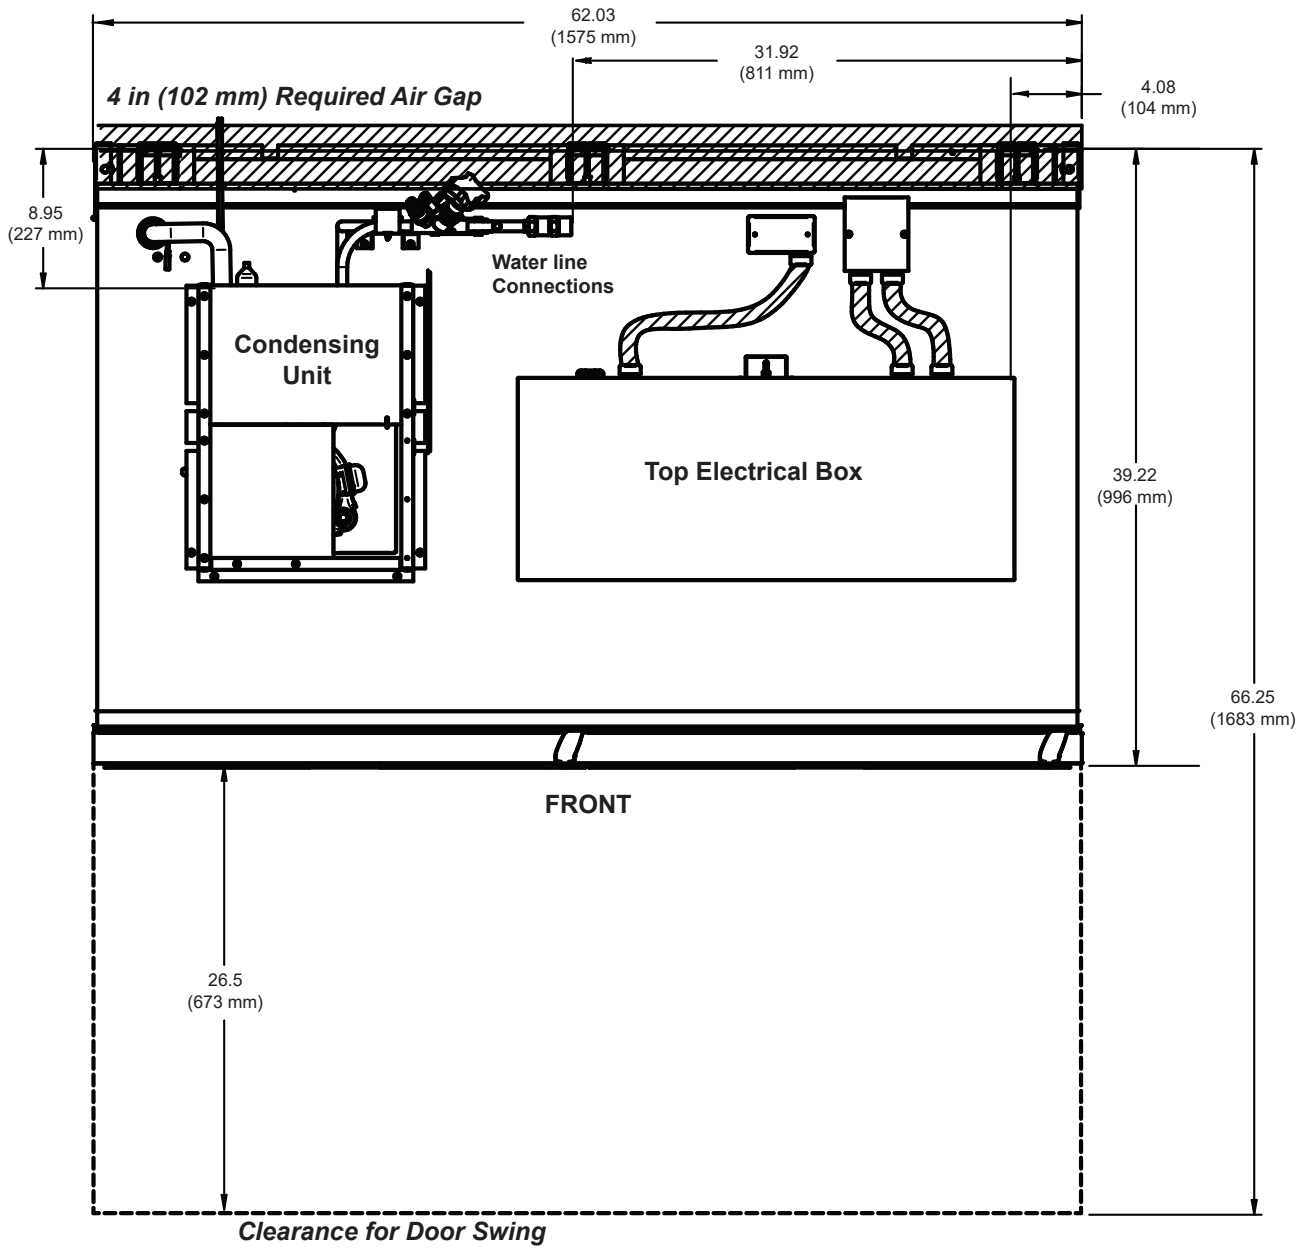 62.03
(1575 mm)
31.92
(811 mm)
4 in (102 mm) Required Air Gap
4.08
(104 mm)
8.95
(227 mm)
Water line
Connections
Condensing
Unit
Top Electrical Box
39.22
(996 mm)
66.25
(1683 mm)
FRONT
26.5
(673 mm)
Clearance for Door Swing